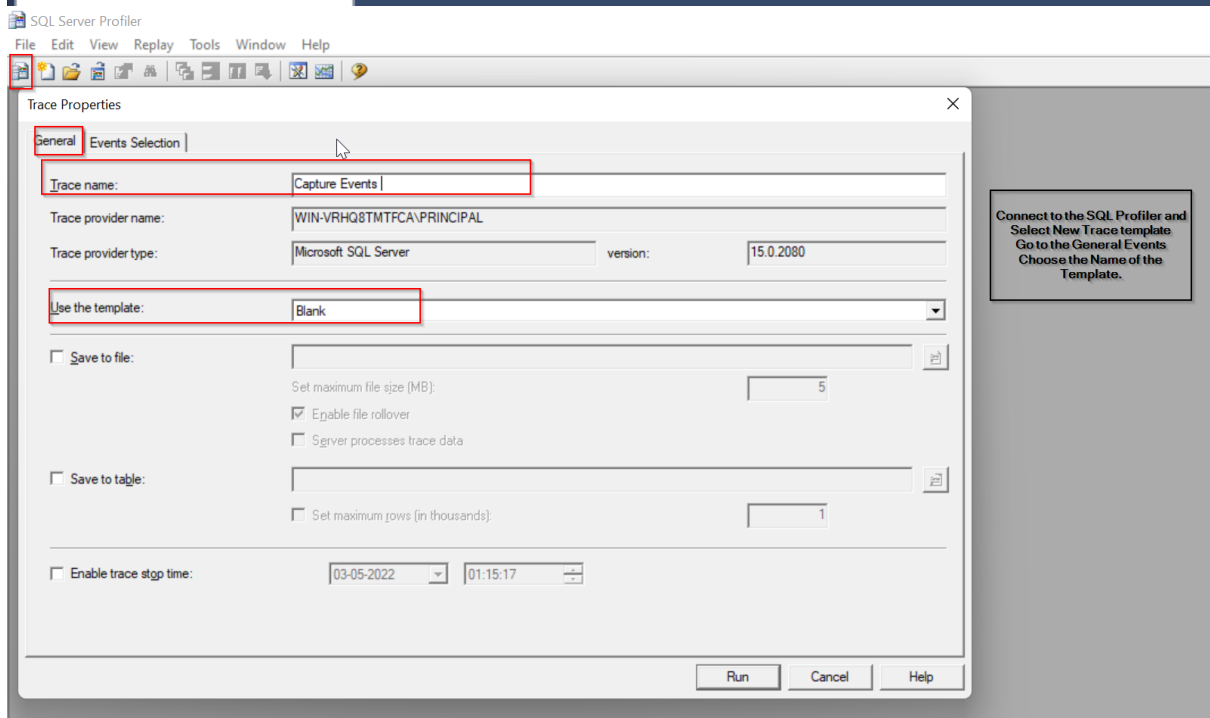 SQL Server Profiler
File Edit View Replay Tools Window Help
Trace Properties
General Events Selection
Trace name: Capture Events
Trace provider name: WIN-VRHQ8TMTFCA\PRINCIPAL
Trace provider type: Microsoft SQL Server version: 15.0.2080
Use the template: Blank
Save to file:
Set maximum file size (MB): 5
Enable file rollover
Server processes trace data
Save to table:
Set maximum rows (in thousands): 1
Enable trace stop time: 03-05-2022 01:15:17
Run Cancel Help
Connect to the SQL Profiler and
Select New Trace template
Go to the General Events
Choose the Name of the
Template.